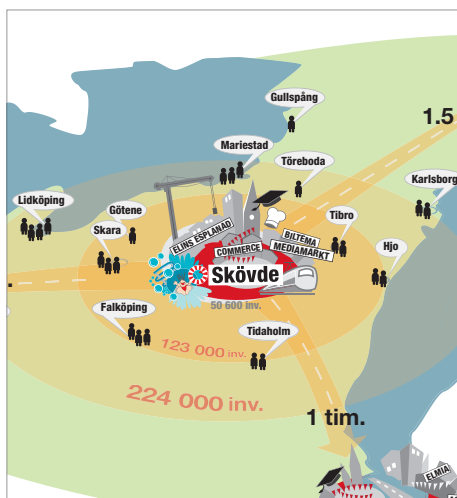 Gullspång
1.5
Mariestad
Töreboda
Karlsborg
Lidköping
Götene
Skara
ELINS ESPLANAD
COMMERCE
BILTEMA
MEDIAMARKT
Tibro
Hjo
Skövde
50 600 inv.
Falköping
Tidaholm
123 000 inv.
224 000 inv.
1 tim.
ELMIA